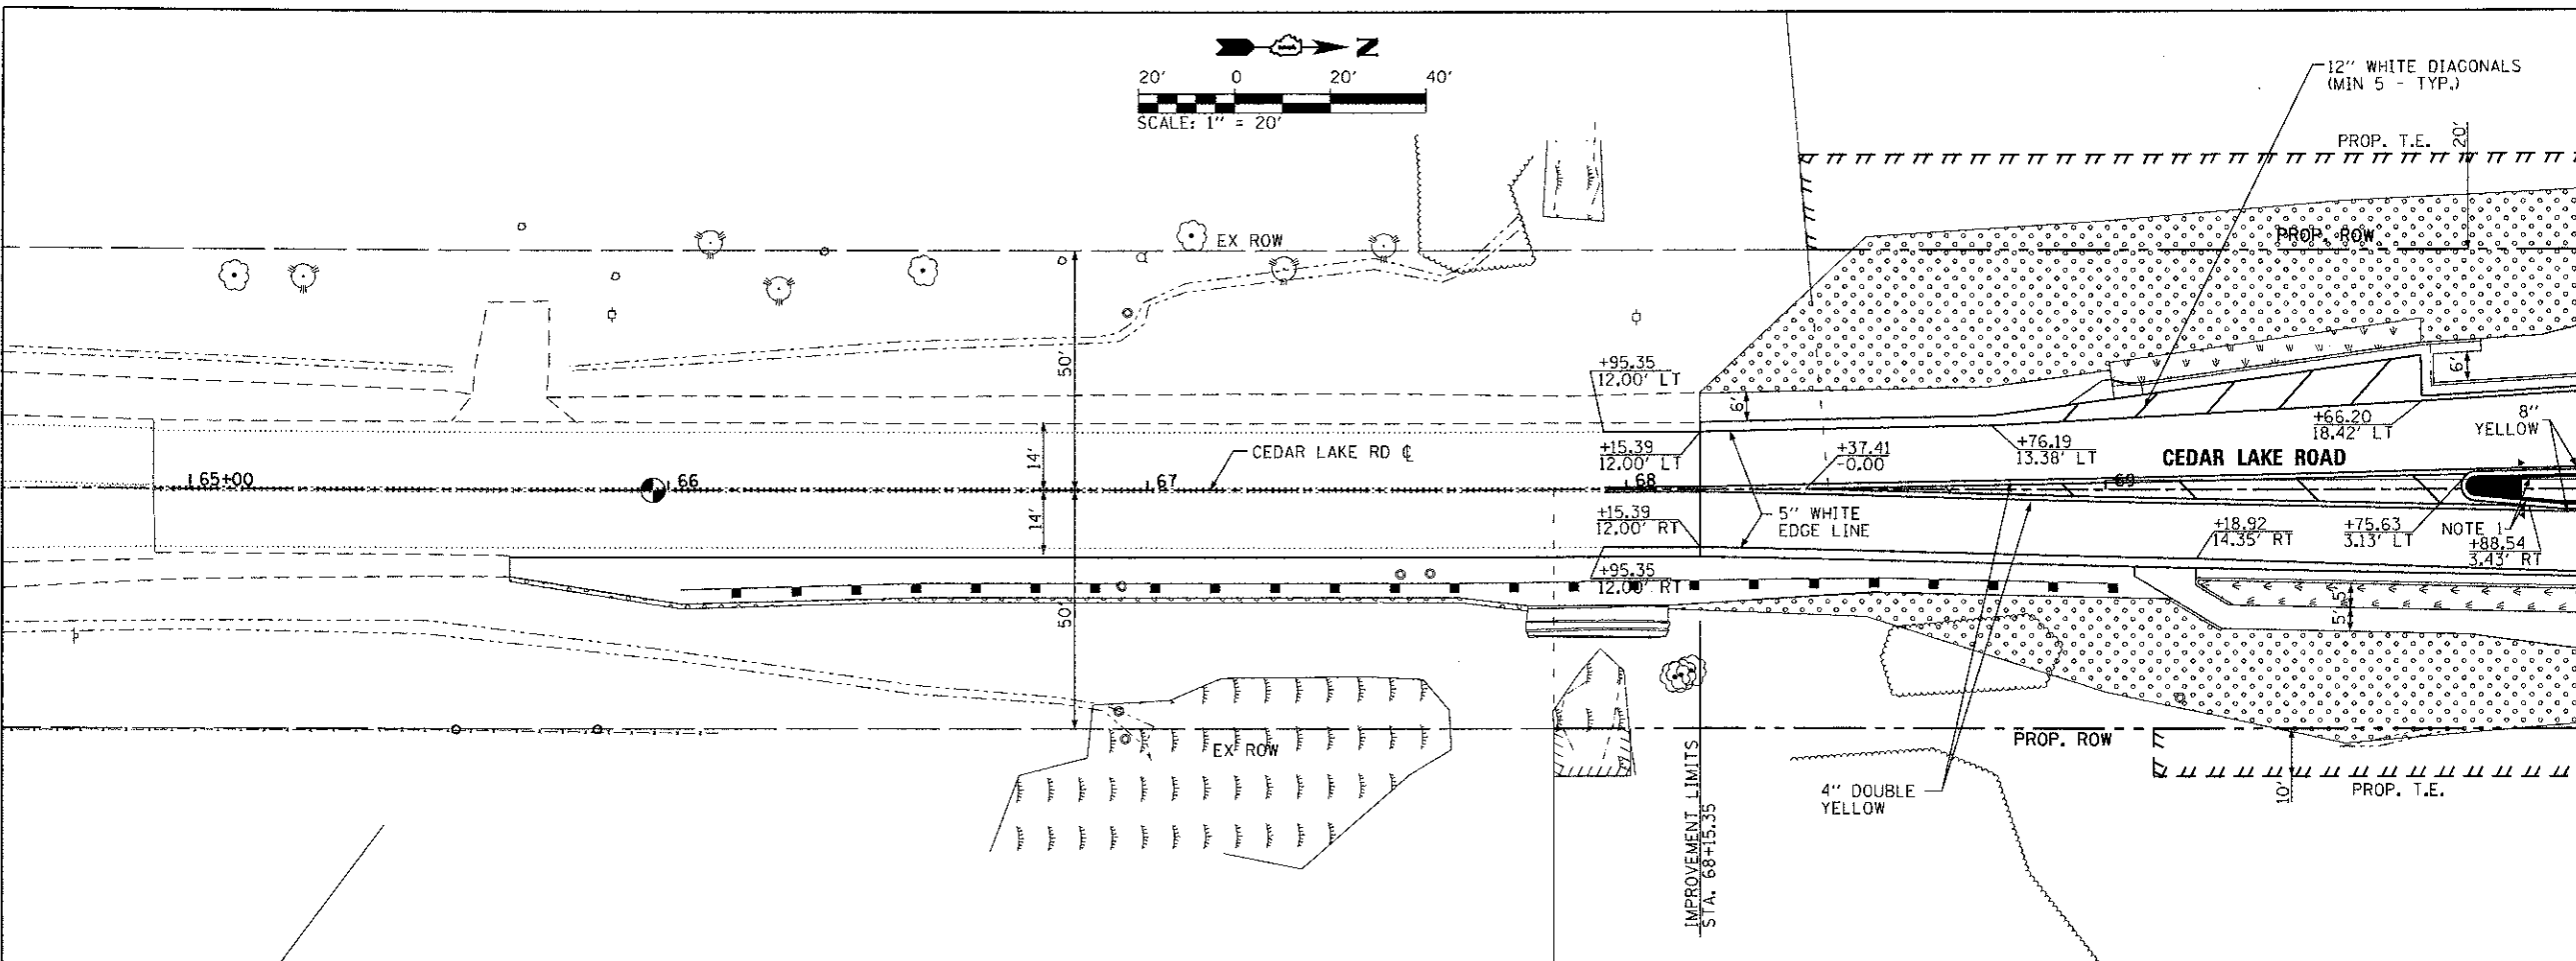 N
20' 0 20' 40'
SCALE: 1" = 20'
12" WHITE DIAGONALS
(MIN 5 - TYP.)
PROP. T.E.
20'
EX ROW
PROP. ROW
50'
+95.35
12.00' LT
6'
6'
+66.20
18.42' LT
8"
YELLOW
14'
CEDAR LAKE RD ℄
+15.39
12.00' LT
+37.41
-0.00
+76.19
13.38' LT
CEDAR LAKE ROAD
65+00
66
67
68
69
14'
+15.39
12.00' RT
5" WHITE
EDGE LINE
+18.92
14.35' RT
+75.63
3.13' LT
NOTE 1
+88.54
3.43' RT
+95.35
12.00' RT
50'
5'
5'
EX ROW
PROP. ROW
4" DOUBLE
YELLOW
10'
PROP. T.E.
IMPROVEMENT LIMITS
STA. 68+15.35